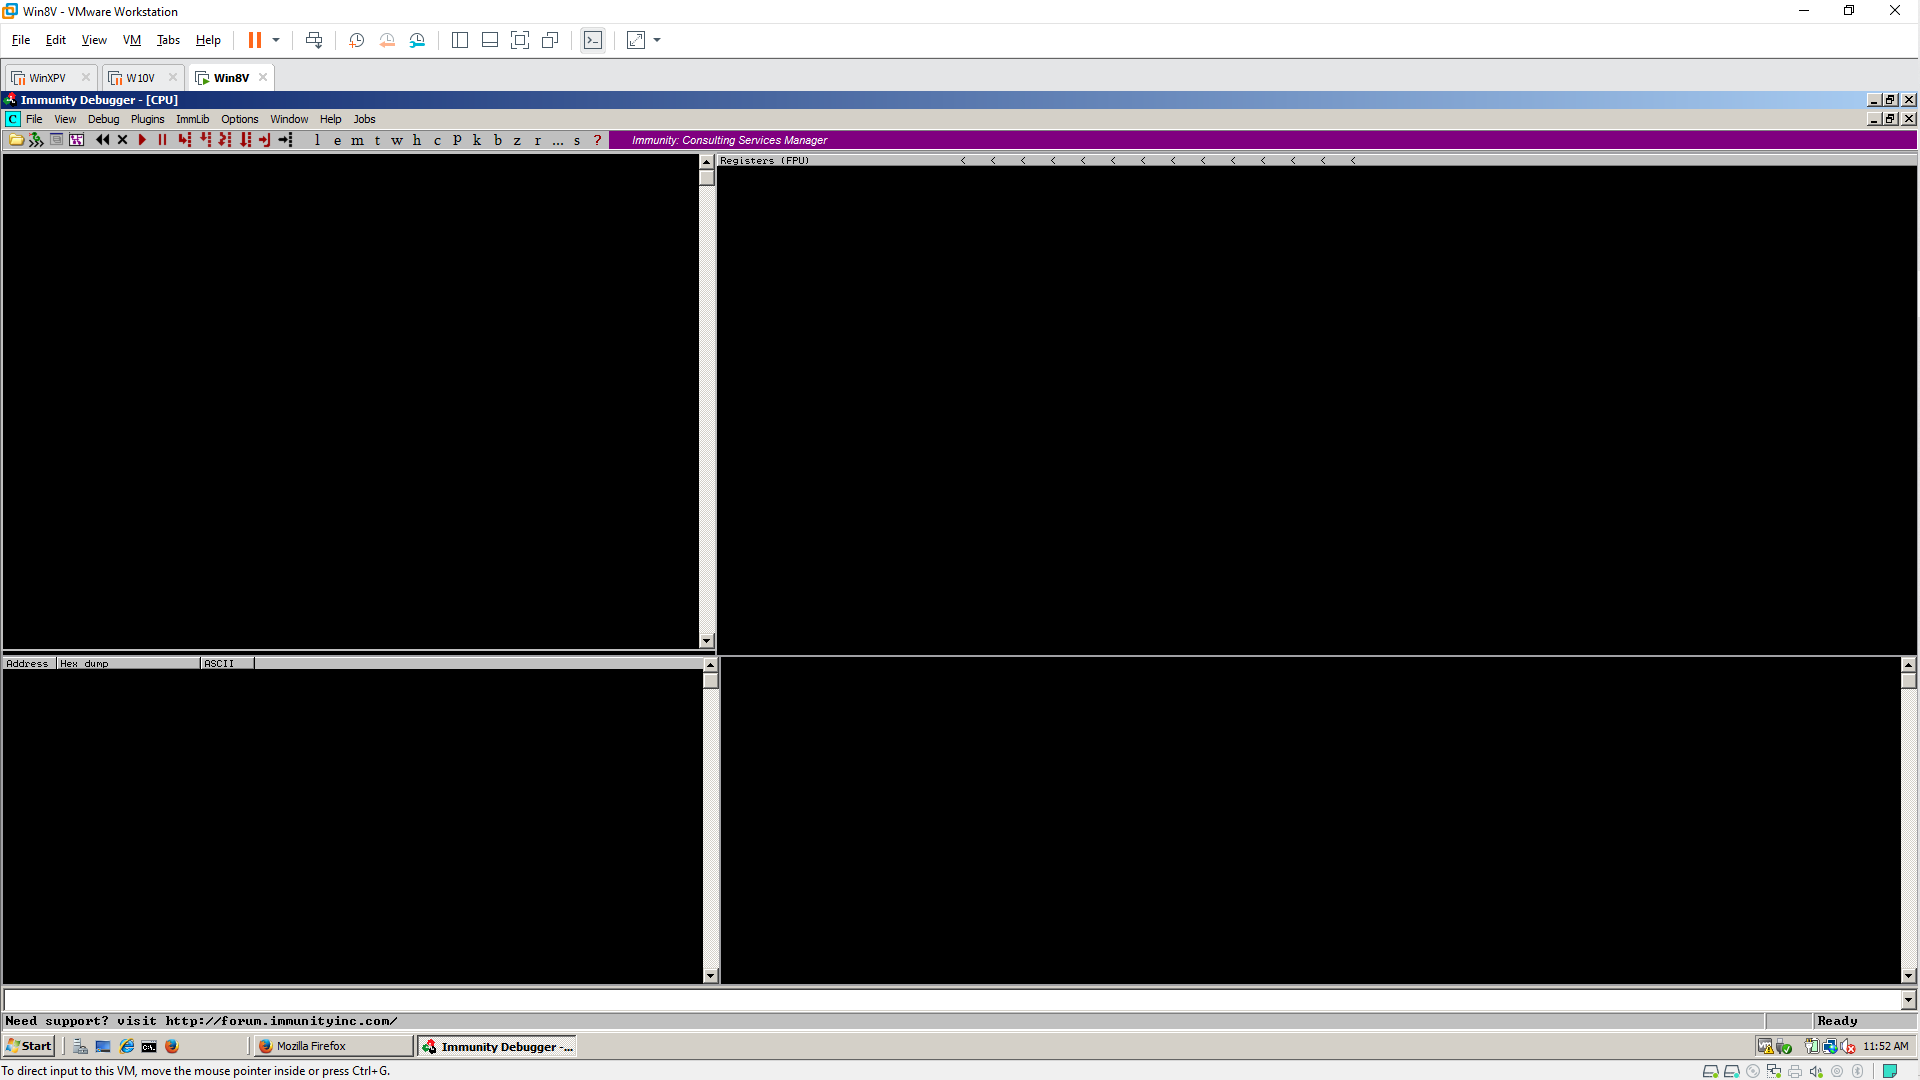 Win8V - VMware Workstation
File Edit View VM Tabs Help
WinXPV W10V Win8V
Immunity Debugger - [CPU]
C File View Debug Plugins ImmLib Options Window Help Jobs
l e m t w h c P k b z r ... s ? Immunity: Consulting Services Manager
Registers (FPU) < < < < < < < < < < < < < <
Address Hex dump ASCII
Need support? visit http://forum.immunityinc.com/ Ready
Start Mozilla Firefox Immunity Debugger -... 11:52 AM
To direct input to this VM, move the mouse pointer inside or press Ctrl+G.